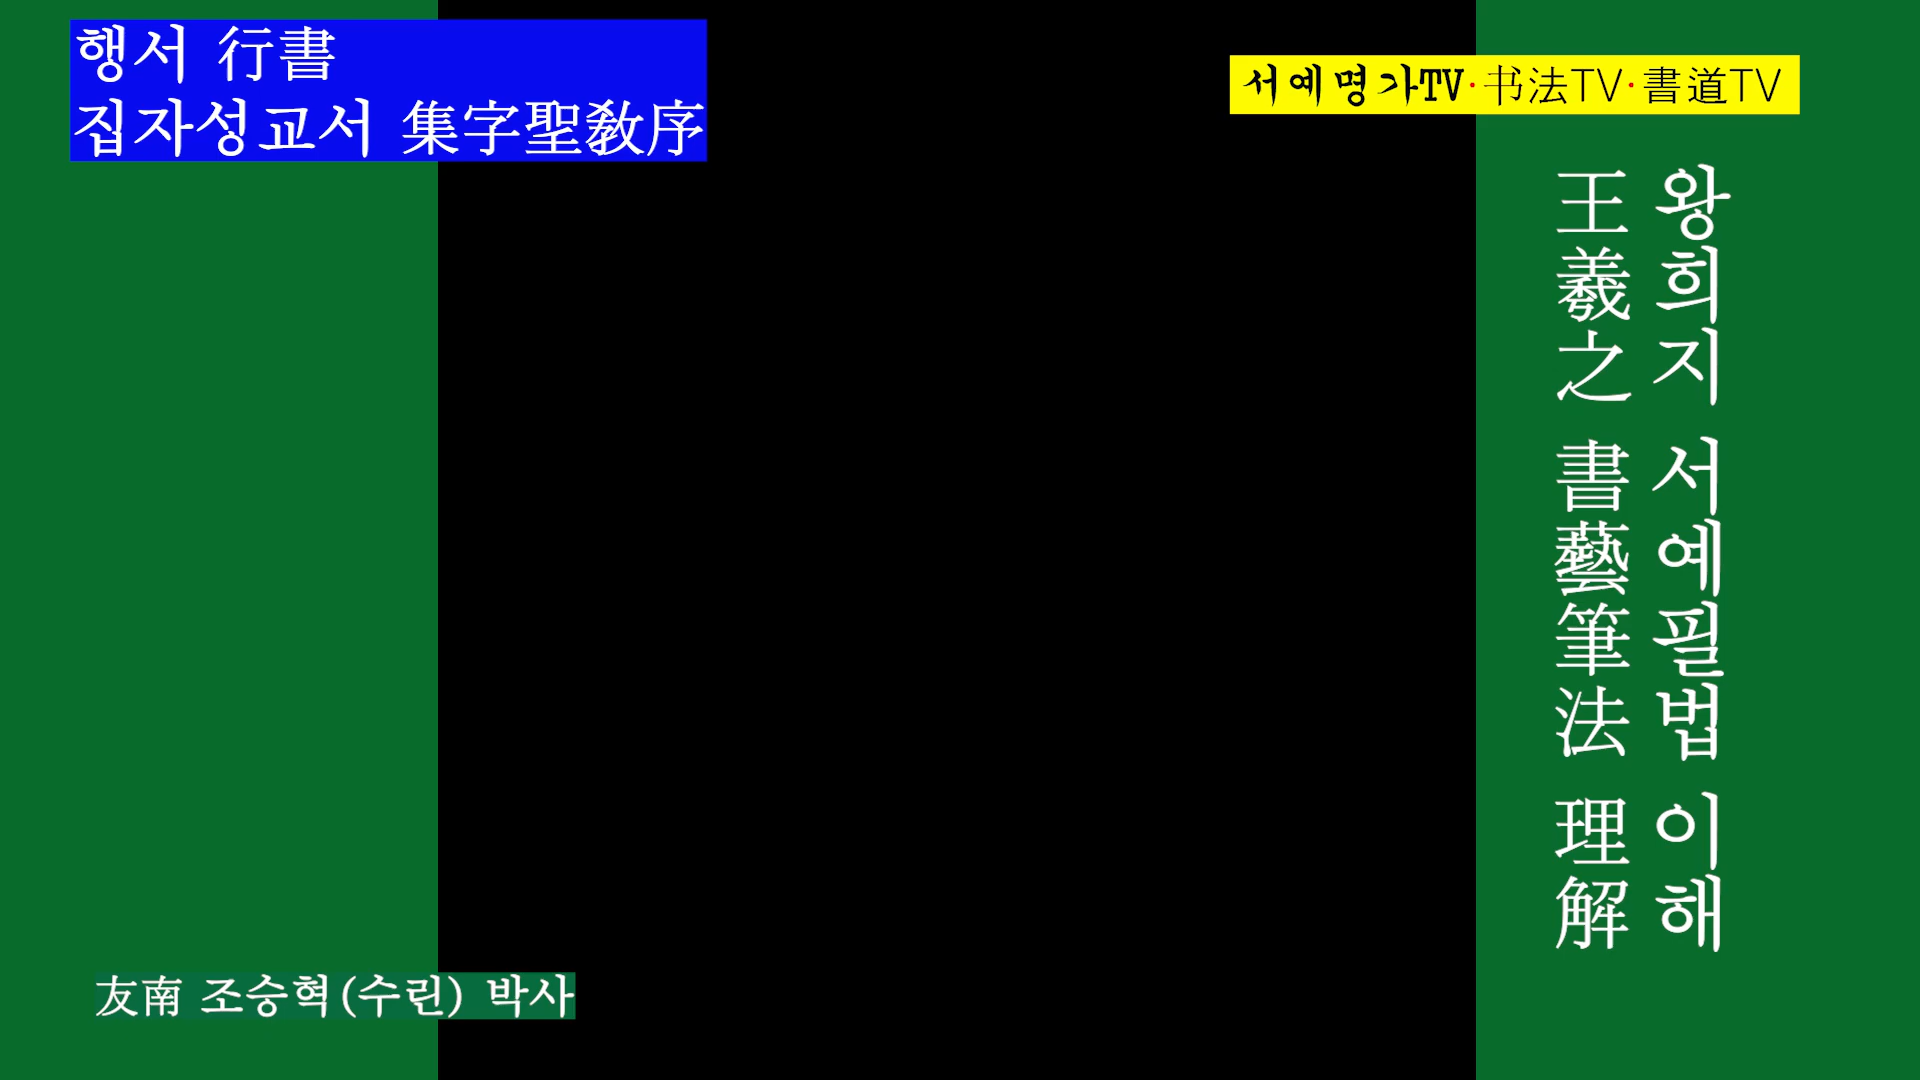 행서 行書
집자성교서 集字聖敎序
서예명가TV·书法TV·書道TV
왕희지 서예필법 이해
王羲之 書藝筆法 理解
友南 조승혁(수린) 박사